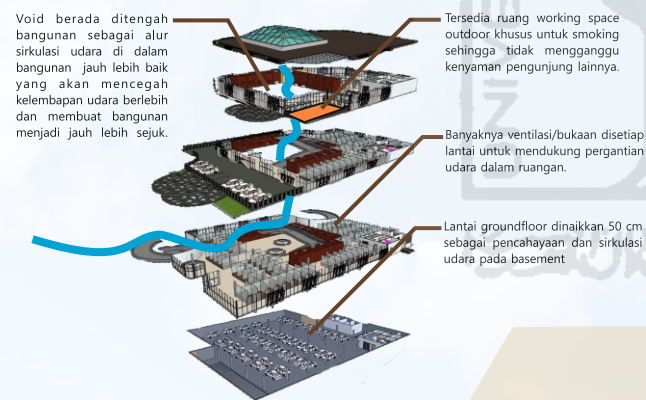 Void berada ditengah
bangunan sebagai alur
sirkulasi udara di dalam
bangunan jauh lebih baik
yang akan mencegah
kelembapan udara berlebih
dan membuat bangunan
menjadi jauh lebih sejuk.
Tersedia ruang working space
outdoor khusus untuk smoking
sehingga tidak mengganggu
kenyaman pengunjung lainnya.
Banyaknya ventilasi/bukaan disetiap
lantai untuk mendukung pergantian
udara dalam ruangan.
Lantai groundfloor dinaikkan 50 cm
sebagai pencahayaan dan sirkulasi
udara pada basement